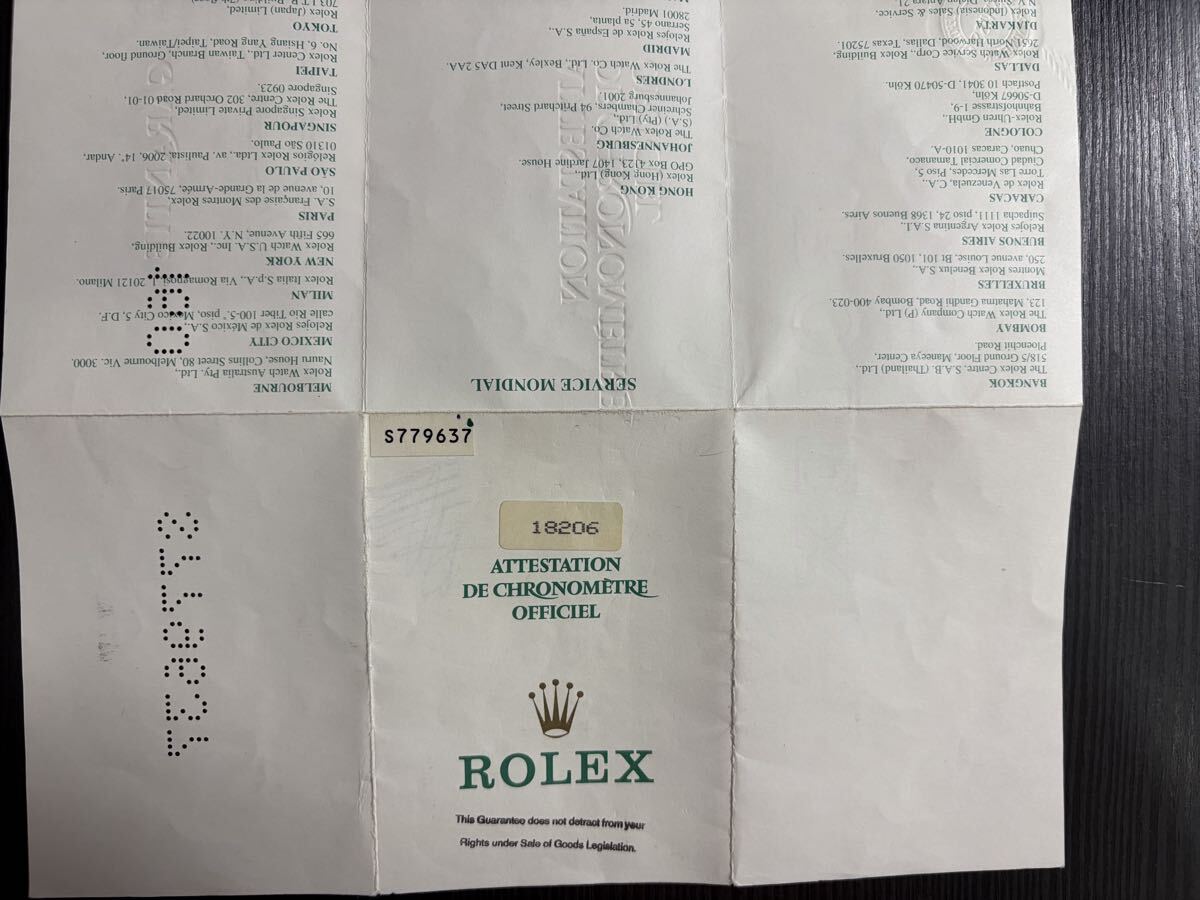 BANGKOK
The Rolex Centre, S.A.B. (Thailand) Ltd.,
518/5 Ground Floor, Maneeya Center,
Ploenchit Road.
BOMBAY
The Rolex Watch Company (P) Ltd.,
123, Mahatma Gandhi Road, Bombay 400-023.
BRUXELLES
Montres Rolex Benelux S.A.,
250, avenue Louise, Bt 101, 1050 Bruxelles.
BUENOS AIRES
Relojes Rolex Argentina S.A.I.,
Suipacha 1111, piso 24, 1368 Buenos Aires.
CARACAS
Rolex de Venezuela, C.A.,
Torre Las Mercedes, Piso 5,
Ciudad Comercial Tamanaco,
Chuao, Caracas 1010-A.
COLOGNE
Rolex-Uhren GmbH.,
Bahnhofstrasse 1-9,
D-50667 Köln,
Postfach 10 3041, D-50470 Köln.
DALLAS
Rolex Watch Service Corp., Rolex Building,
2651 North Harwood, Dallas, Texas 75201.
DJAKARTA
Rolex (Indonesia) Sales & Service,
SERVICE MONDIAL
HONG KONG
Rolex (Hong Kong) Ltd.,
GPO Box 4123, 1407 Jardine House.
JOHANNESBURG
The Rolex Watch Co.
(S.A.) (Pty) Ltd.,
Schreiner Chambers, 94 Pritchard Street,
Johannesburg 2001.
LONDRES
The Rolex Watch Co. Ltd., Bexley, Kent DA5 2AA.
MADRID
Relojes Rolex de España S.A.,
Serrano 45, 5a planta,
28001 Madrid.
MELBOURNE
Rolex Watch Australia Pty. Ltd.,
Nauru House, Collins Street 80, Melbourne Vic. 3000.
MEXICO CITY
Relojes Rolex de México S.A.,
calle Rio Tiber 100-5° piso, México City 5, D.F.
MILAN
Rolex Italia S.p.A., Via Romagnosi 1, 20121 Milano.
NEW YORK
Rolex Watch U.S.A. Inc., Rolex Building,
665 Fifth Avenue, N.Y. 10022.
PARIS
S.A. Française des Montres Rolex,
10, avenue de la Grande-Armée, 75017 Paris.
SÃO PAULO
Relógios Rolex Ltda., av. Paulista, 2006, 14°. Andar,
01310 São Paulo.
SINGAPOUR
Rolex Singapore Private Limited,
The Rolex Centre, 302 Orchard Road 01-01,
Singapore 0923.
TAIPEI
Rolex Center Ltd., Taiwan Branch, Ground floor,
No. 6, Hsiang Yang Road, Taipei/Taiwan.
TOKYO
Rolex (Japan) Limited,
S779637
18206
ATTESTATION
DE CHRONOMÈTRE
OFFICIEL
ROLEX
This Guarantee does not detract from your
Rights under Sale of Goods Legislation.